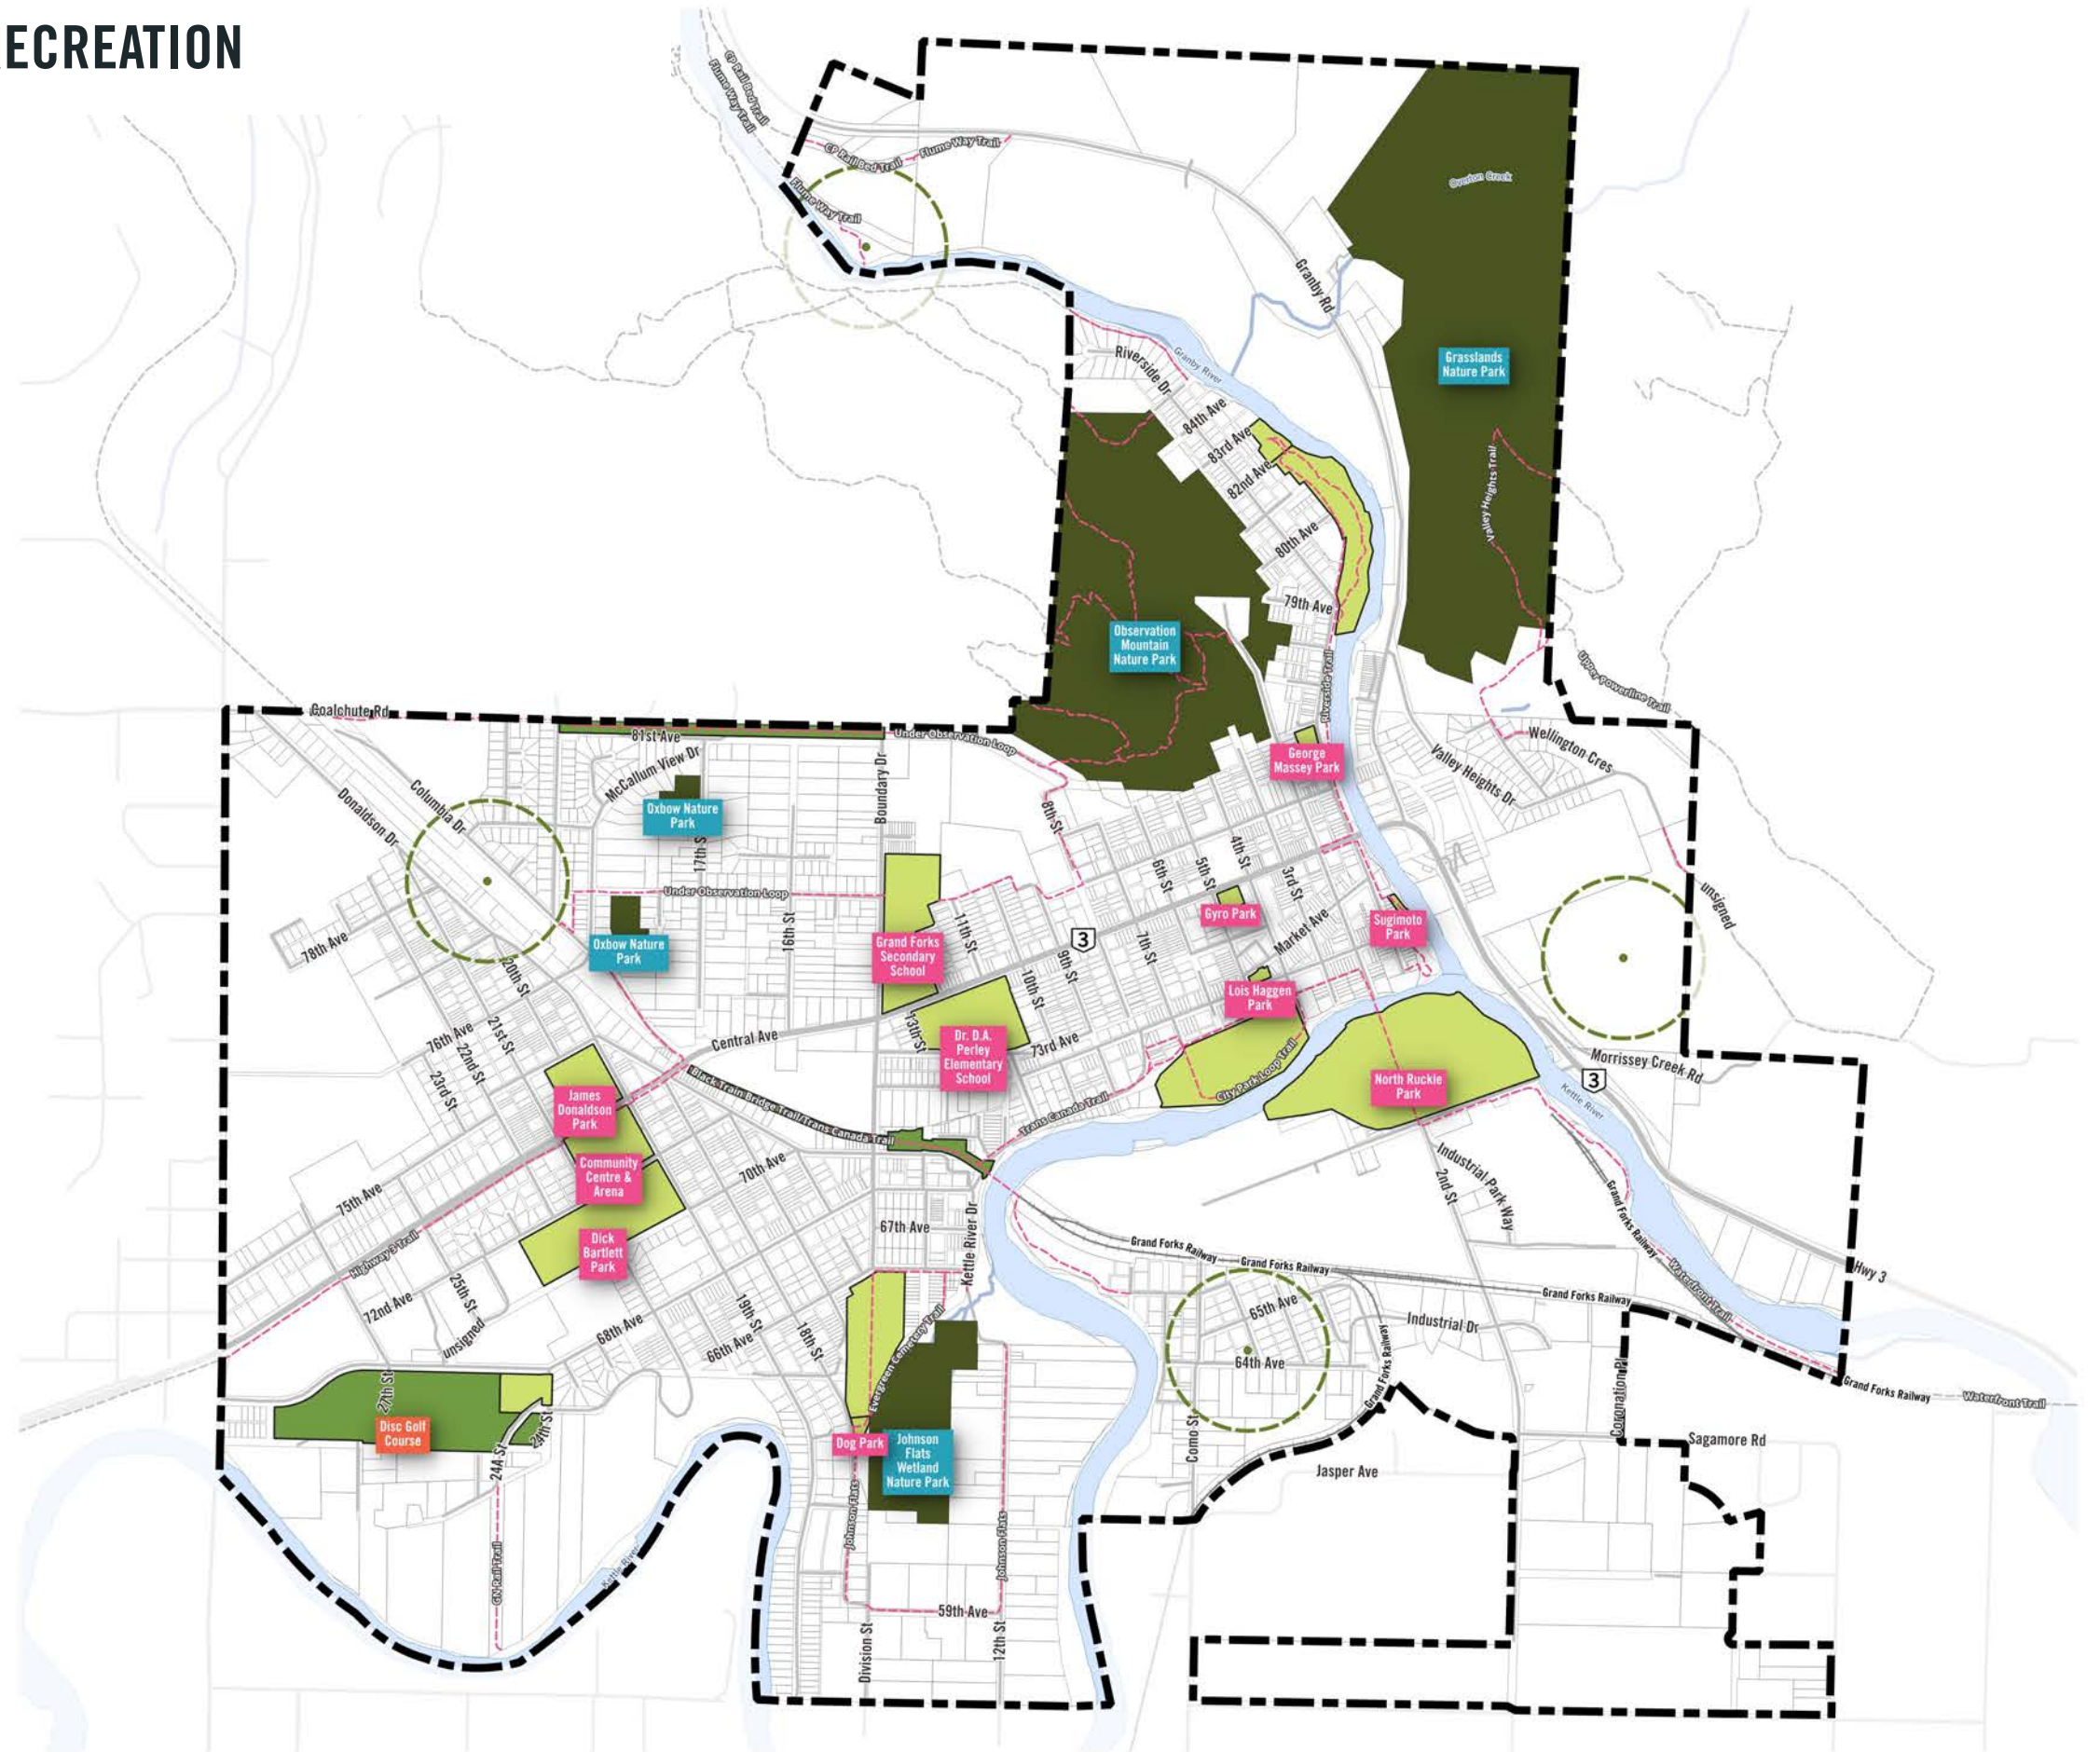 ECREATION
CP Rail Bed Trail
Flume Way Trail
CP Rail Bed Trail
Flume Way Trail
Flume Way Trail
Overton Creek
Granby Rd
Grasslands
Nature Park
Riverside Dr
Granby River
84th Ave
83rd Ave
82nd Ave
80th Ave
79th Ave
Valley Heights Trail
Observation
Mountain
Nature Park
Riverside Trail
Upper Powerline Trail
Coalchute Rd
81st Ave
Under Observation Loop
McCallum View Dr
Boundary Dr
Columbia Dr
Donaldson Dr
Oxbow Nature
Park
17th S
George
Massey Park
Wellington Cres
Valley Heights Dr
8th St
4th St
5th St
6th St
3rd St
Under Observation Loop
unsigned
Gyro Park
Sugimoto
Park
Market Ave
78th Ave
Oxbow Nature
Park
16th St
Grand Forks
Secondary
School
11th St
3
7th St
9th St
10th St
20th St
Lois Haggen
Park
13th St
Central Ave
Dr. D.A.
Perley
Elementary
School
73rd Ave
76th Ave
21st St
22nd St
23rd St
James
Donaldson
Park
Black Train Bridge Trail/Trans Canada Trail
Trans Canada Trail
City Park Loop Trail
North Ruckle
Park
Morrissey Creek Rd
3
Kettle River
Community
Centre &
Arena
70th Ave
75th Ave
Industrial Park Way
2nd St
Grand Forks Railway
67th Ave
Kettle River Dr
Dick
Bartlett
Park
Highway 3 Trail
Grand Forks Railway
Grand Forks Railway
Grand Forks Railway
Waterfront Trail
Hwy 3
25th St
72nd Ave
unsigned
68th Ave
66th Ave
19th St
18th St
Evergreen Cemetery Trail
65th Ave
64th Ave
Industrial Dr
Grand Forks Railway
Coronation Pl
Grand Forks Railway
Waterfront Trail
27th St
Disc Golf
Course
24th St
24A St
Dog Park
Johnson
Flats
Wetland
Nature Park
Como St
Jasper Ave
Sagamore Rd
GN Rail Trail
Kettle River
Johnson Flats
Johnson Flats
59th Ave
Division St
12th St